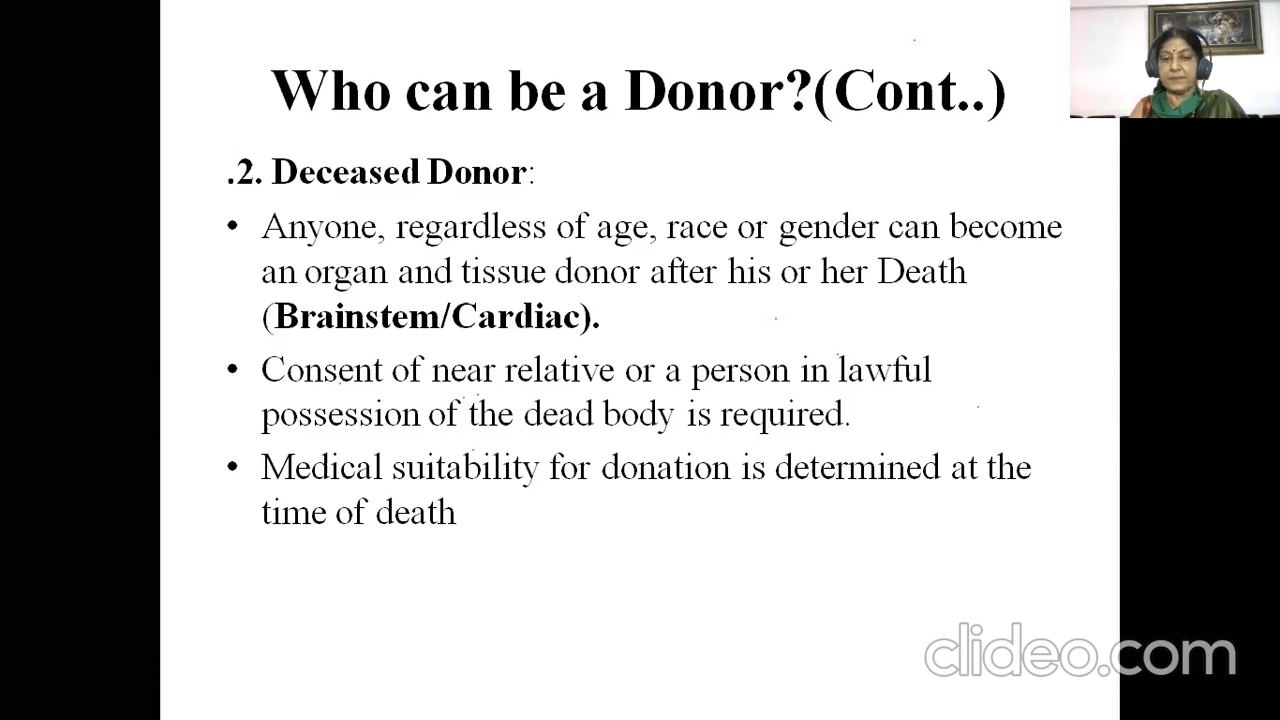 Who can be a Donor?(Cont..)
.2. Deceased Donor:
• Anyone, regardless of age, race or gender can become
an organ and tissue donor after his or her Death
(Brainstem/Cardiac).
• Consent of near relative or a person in lawful
possession of the dead body is required.
• Medical suitability for donation is determined at the
time of death
clideo.com